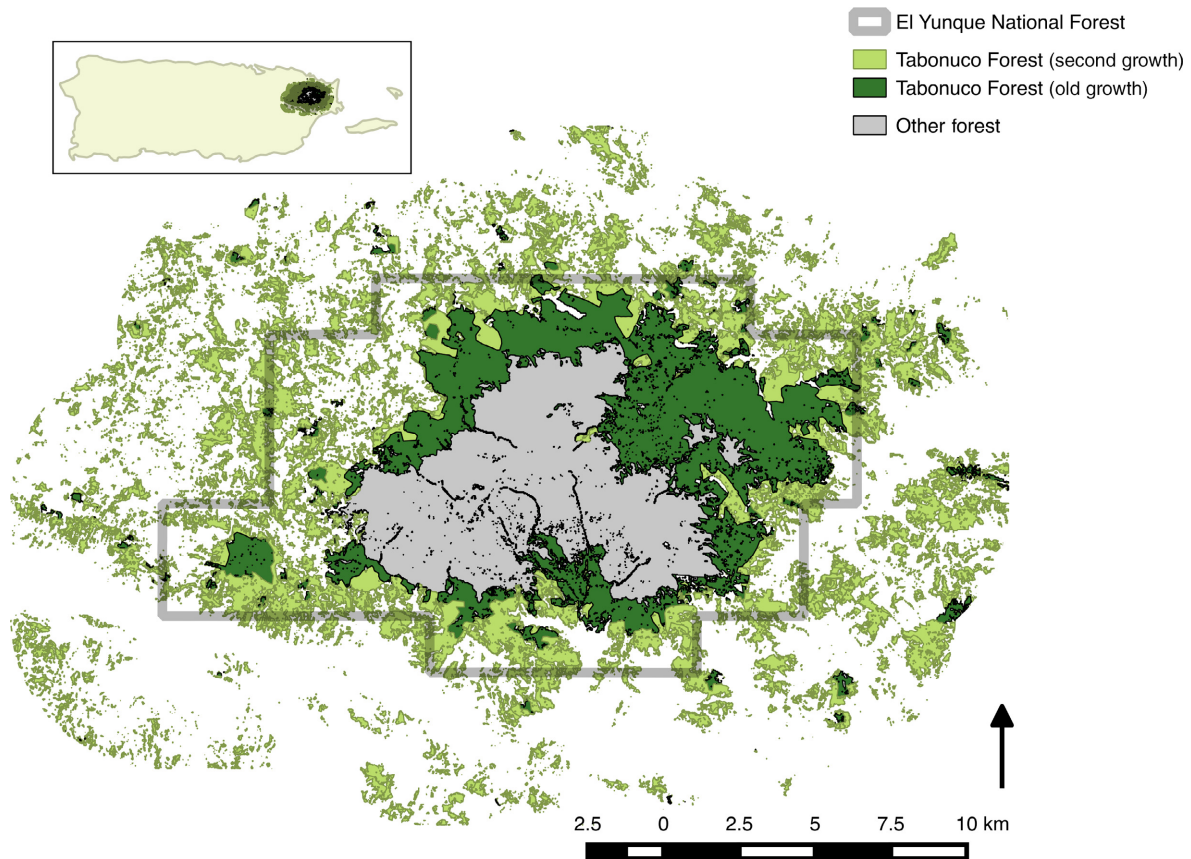 El Yunque National Forest
Tabonuco Forest (second growth)
Tabonuco Forest (old growth)
Other forest
2.5 0 2.5 5 7.5 10 km